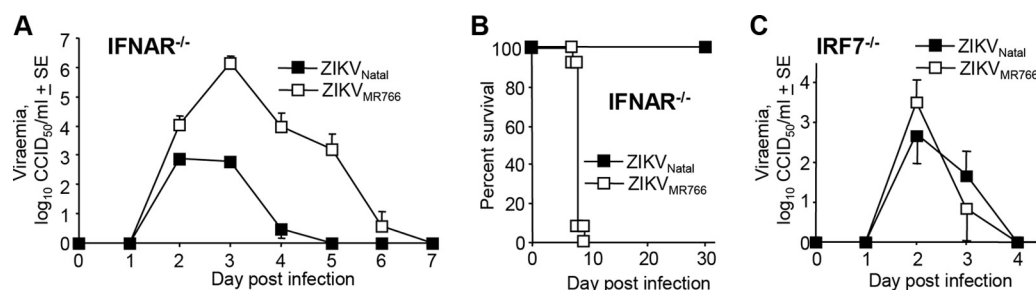 A
IFNAR-/-
Viraemia,
log10 CCID50/ml ± SE
7
6
5
4
3
2
1
0
0 1 2 3 4 5 6 7
Day post infection
ZIKVNatal
ZIKVMR766
B
Percent survival
100
80
60
40
20
0
0 10 20 30
Day post infection
IFNAR-/-
ZIKVNatal
ZIKVMR766
C
IRF7-/-
ZIKVNatal
ZIKVMR766
Viraemia,
log10 CCID50/ml ± SE
4
3
2
1
0
0 1 2 3 4
Day post infection